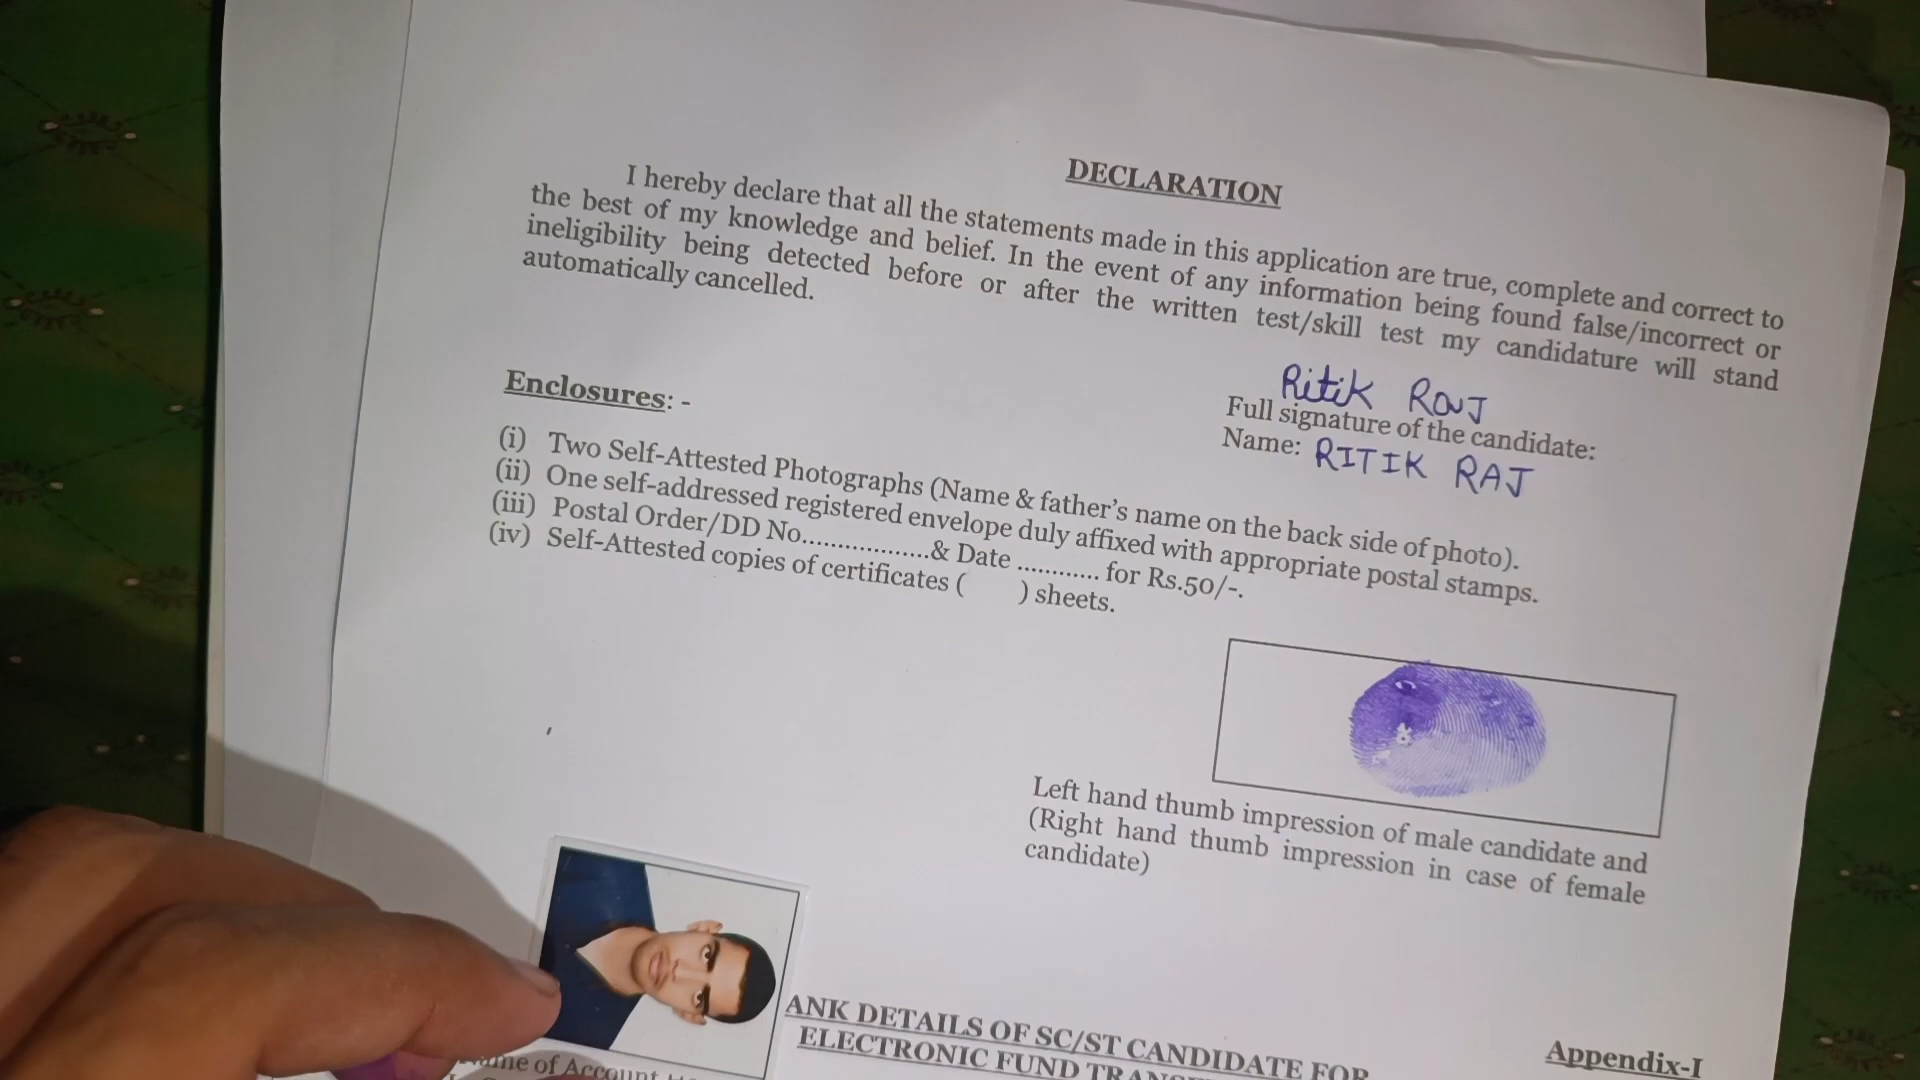 DECLARATION
I hereby declare that all the statements made in this application are true, complete and correct to
the best of my knowledge and belief. In the event of any information being found false/incorrect or
ineligibility being detected before or after the written test/skill test my candidature will stand
automatically cancelled.
Ritik Raj
Full signature of the candidate:
Name: RITIK RAJ
Enclosures: -
(i) Two Self-Attested Photographs (Name & father's name on the back side of photo).
(ii) One self-addressed registered envelope duly affixed with appropriate postal stamps.
(iii) Postal Order/DD No..................& Date ............ for Rs.50/-.
(iv) Self-Attested copies of certificates ( ) sheets.
Left hand thumb impression of male candidate and
(Right hand thumb impression in case of female
candidate)
Appendix-I
ANK DETAILS OF SC/ST CANDIDATE FOR
ELECTRONIC FUND
of Account